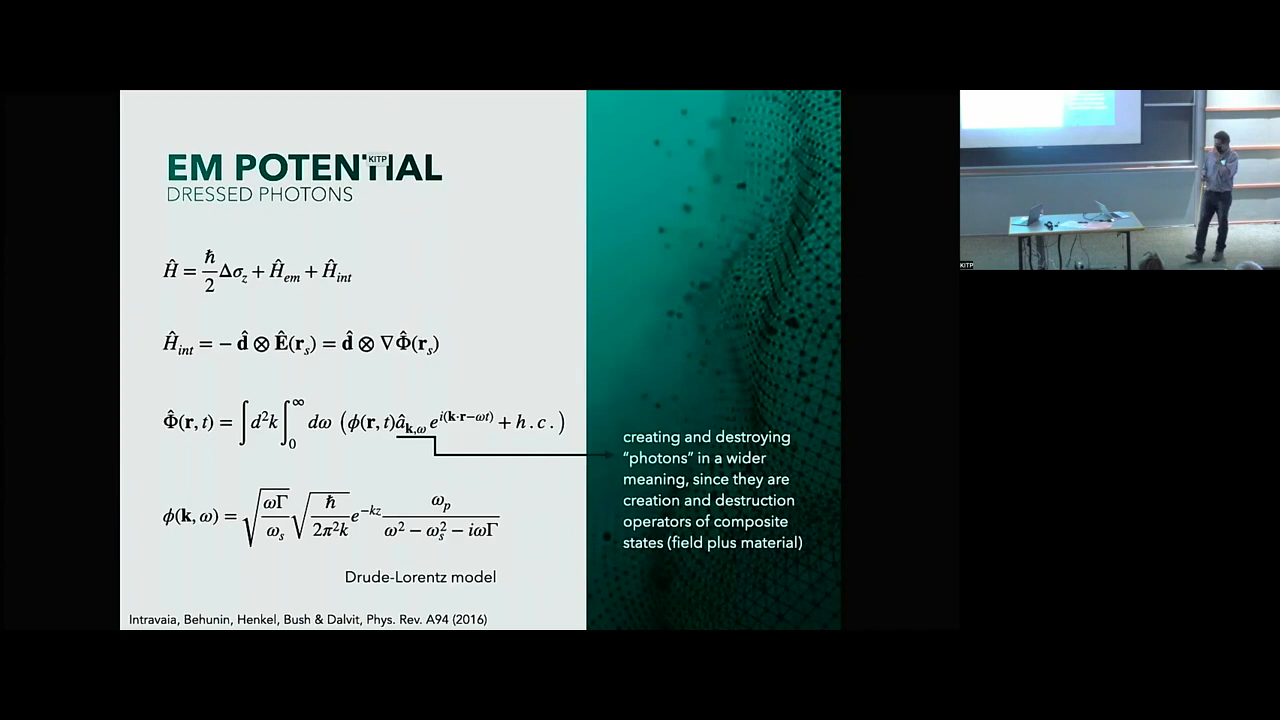 EM POTENTIAL
KITP
DRESSED PHOTONS
Ĥ = ħ/2 Δσ_z + Ĥ_em + Ĥ_int
Ĥ_int = − d̂ ⊗ Ê(r_s) = d̂ ⊗ ∇Φ̂(r_s)
Φ̂(r, t) = ∫ d²k ∫₀^∞ dω (ϕ(r, t)â_{k,ω} e^{i(k·r−ωt)} + h.c.)
creating and destroying
“photons” in a wider
meaning, since they are
creation and destruction
operators of composite
states (field plus material)
ϕ(k, ω) = √(ωΓ/ω_s) √(ħ/2π²k) e^{−kz} ω_p/(ω² − ω_s² − iωΓ)
Drude-Lorentz model
Intravaia, Behunin, Henkel, Bush & Dalvit, Phys. Rev. A94 (2016)
KITP